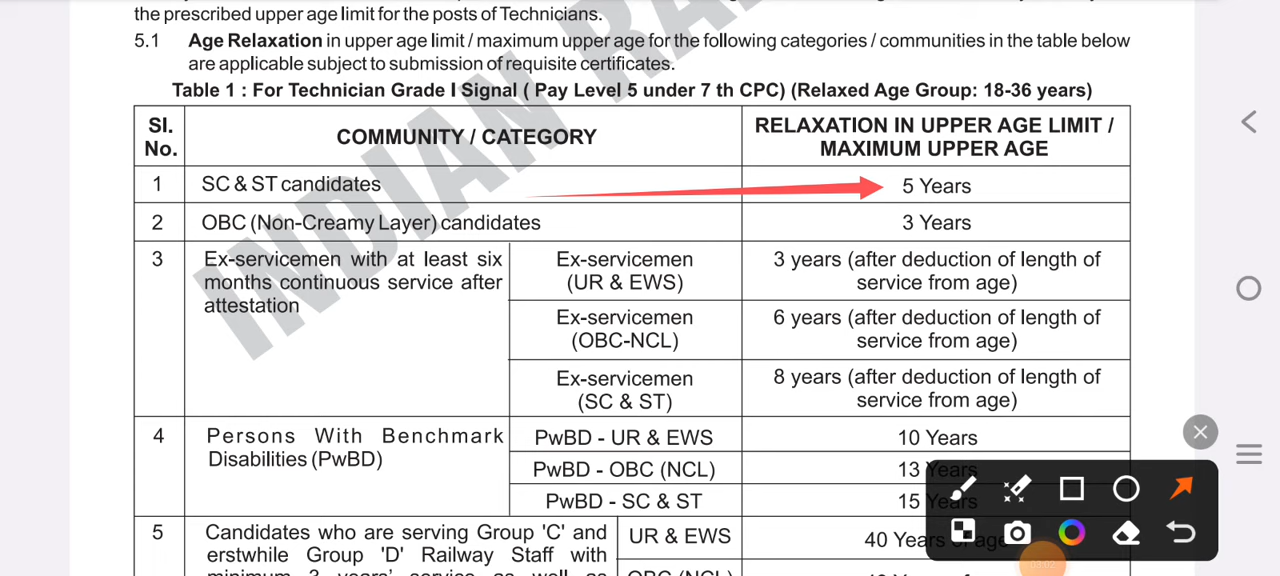 the prescribed upper age limit for the posts of Technicians.
5.1 Age Relaxation in upper age limit / maximum upper age for the following categories / communities in the table below
are applicable subject to submission of requisite certificates.
Table 1 : For Technician Grade I Signal ( Pay Level 5 under 7 th CPC) (Relaxed Age Group: 18-36 years)
Sl. No. COMMUNITY / CATEGORY RELAXATION IN UPPER AGE LIMIT / MAXIMUM UPPER AGE
1 SC & ST candidates 5 Years
2 OBC (Non-Creamy Layer) candidates 3 Years
3 Ex-servicemen with at least six months continuous service after attestation
Ex-servicemen (UR & EWS) 3 years (after deduction of length of service from age)
Ex-servicemen (OBC-NCL) 6 years (after deduction of length of service from age)
Ex-servicemen (SC & ST) 8 years (after deduction of length of service from age)
4 Persons With Benchmark Disabilities (PwBD)
PwBD - UR & EWS 10 Years
PwBD - OBC (NCL) 13 Years
PwBD - SC & ST 15 Years
5 Candidates who are serving Group 'C' and
erstwhile Group 'D' Railway Staff with
UR & EWS 40 Years of age
INDIAN RA